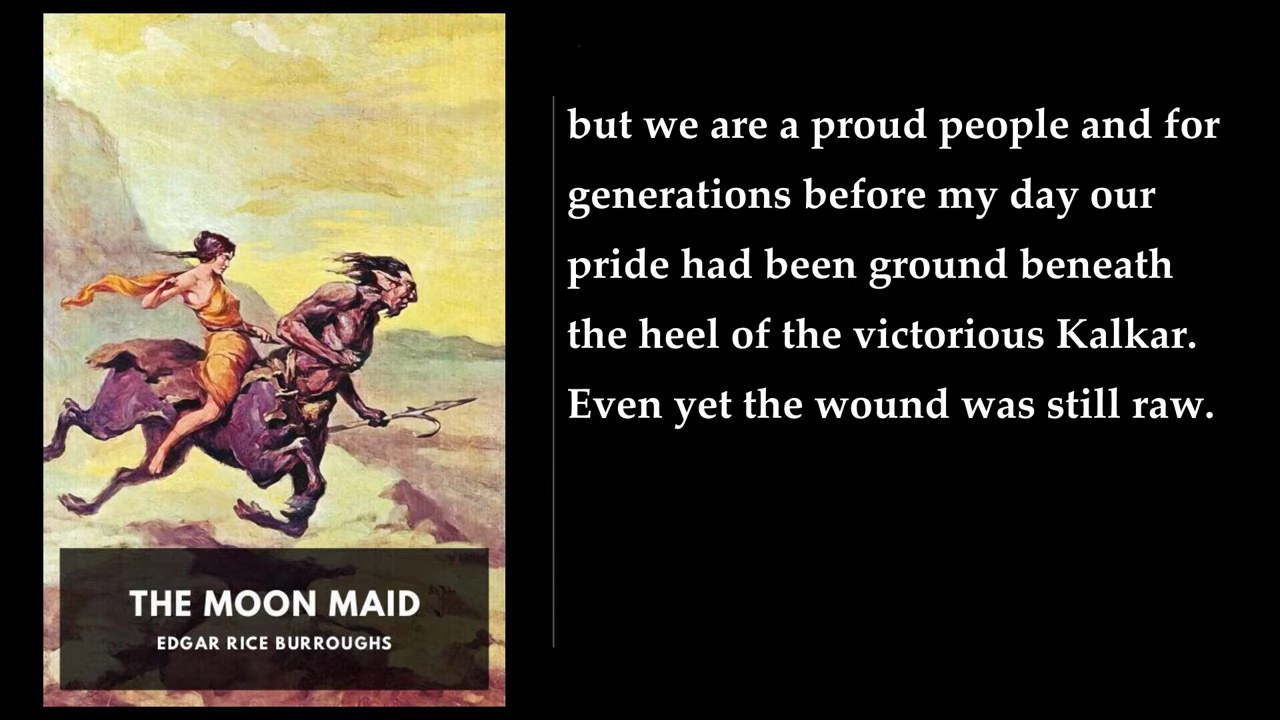 but we are a proud people and for
generations before my day our
pride had been ground beneath
the heel of the victorious Kalkar.
Even yet the wound was still raw.
THE MOON MAID
EDGAR RICE BURROUGHS